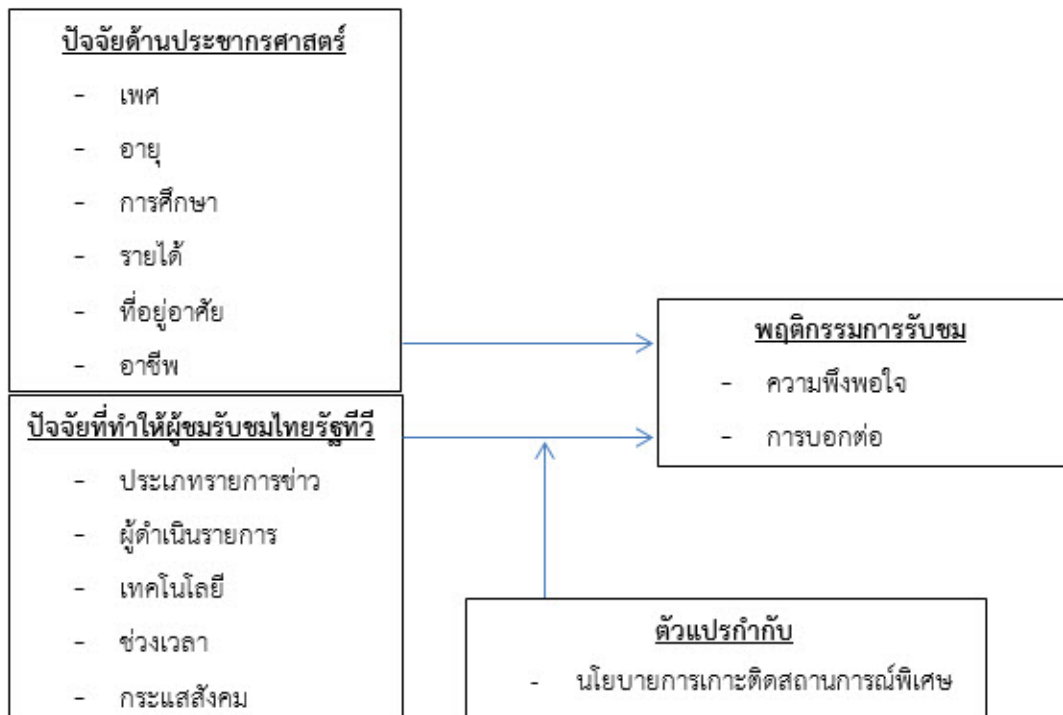 ปัจจัยด้านประชากรศาสตร์
- เพศ
- อายุ
- การศึกษา
- รายได้
- ที่อยู่อาศัย
- อาชีพ
ปัจจัยที่ทำให้ผู้ชมรับชมไทยรัฐทีวี
- ประเภทรายการข่าว
- ผู้ดำเนินรายการ
- เทคโนโลยี
- ช่วงเวลา
- กระแสสังคม
พฤติกรรมการรับชม
- ความพึงพอใจ
- การบอกต่อ
ตัวแปรกำกับ
- นโยบายการเกาะติดสถานการณ์พิเศษ